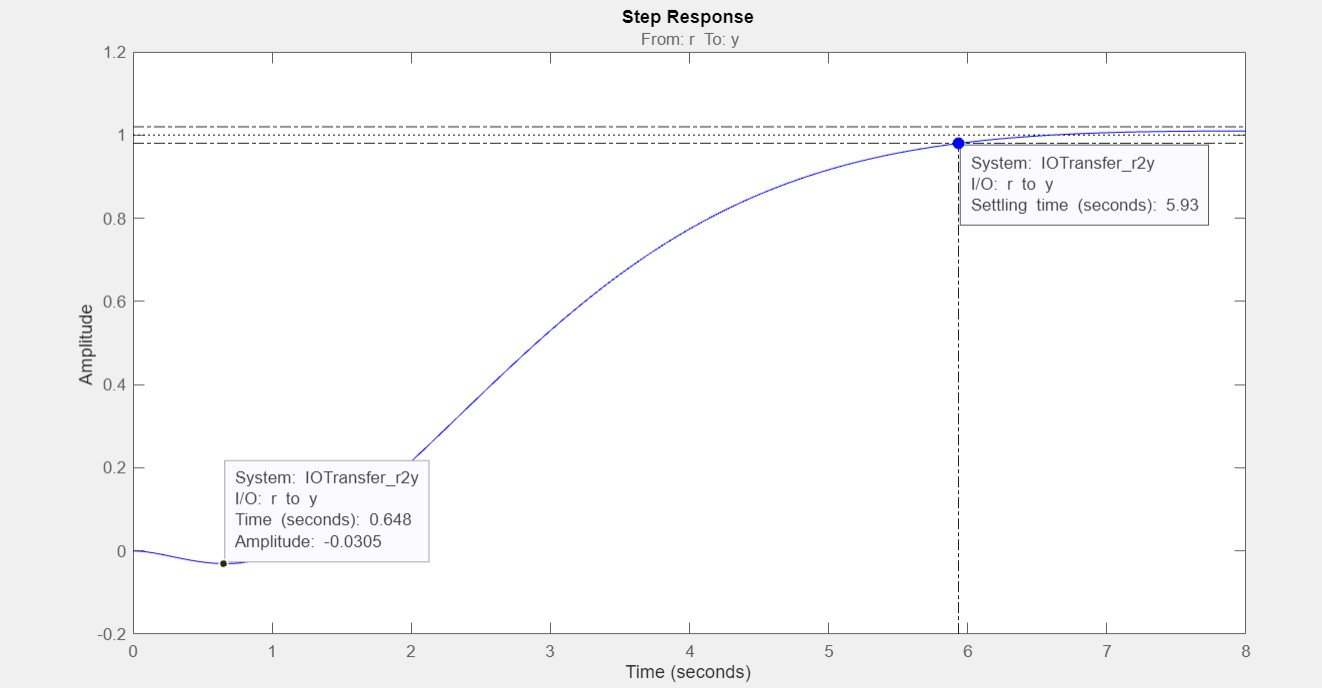 Step Response
From: r To: y
1.2
1
0.8
0.6
0.4
0.2
0
-0.2
Amplitude
System: IOTransfer_r2y
I/O: r to y
Settling time (seconds): 5.93
System: IOTransfer_r2y
I/O: r to y
Time (seconds): 0.648
Amplitude: -0.0305
0 1 2 3 4 5 6 7 8
Time (seconds)